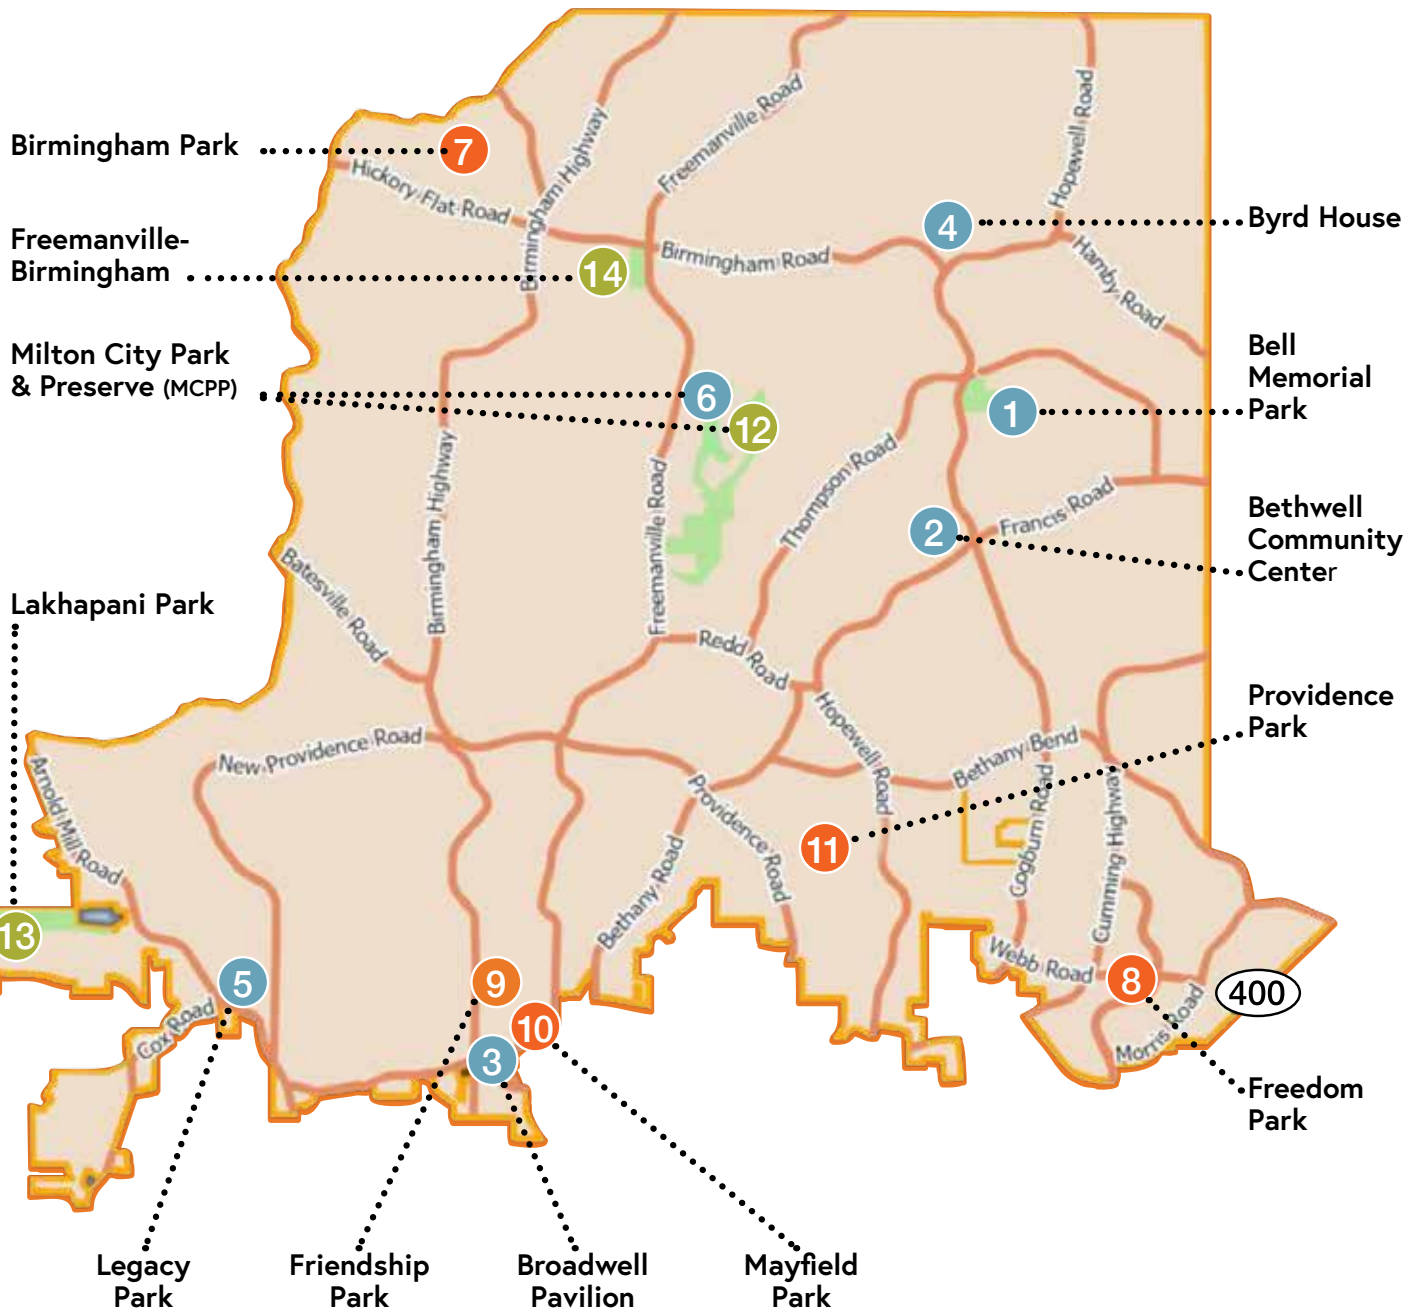 Birmingham Park
7
Hickory Flat Road
Birmingham Highway
Freemanville Road
Hopewell Road
4
Byrd House
Freemanville-
Birmingham
14
Birmingham Road
Hamby Road
Milton City Park
& Preserve (MCPP)
6
12
1
Bell
Memorial
Park
Birmingham Highway
Freemanville Road
Thompson Road
2
Francis Road
Bethwell
Community
Center
Batesville Road
Lakhapani Park
Redd Road
Hopewell Road
Providence
Park
New Providence Road
Bethany Bend
Arnold Mill Road
Providence Road
11
Cogburn Road
Cumming Highway
Bethany Road
13
5
9
10
3
Cox Road
Webb Road
8
400
Morris Road
Freedom
Park
Legacy
Park
Friendship
Park
Broadwell
Pavilion
Mayfield
Park